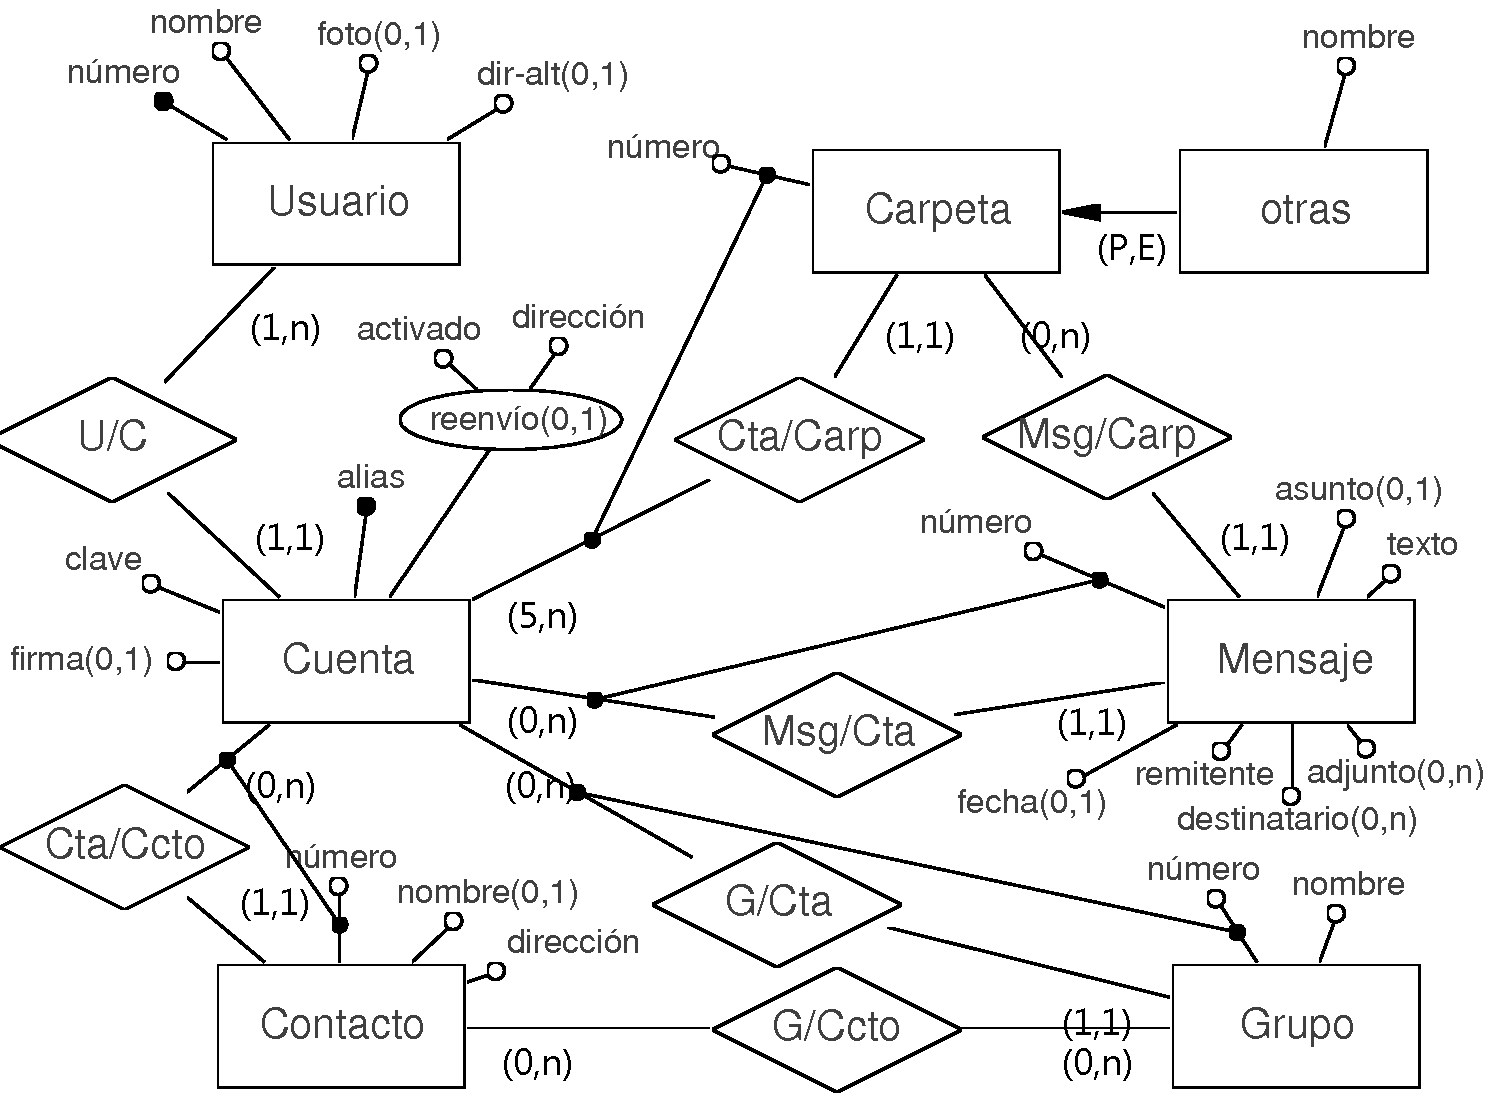 nombre
foto(0,1)
nombre
número
dir-alt(0,1)
número
Usuario
Carpeta
otras
(P,E)
(1,n)
activado
dirección
(1,1)
(0,n)
reenvío(0,1)
U/C
Cta/Carp
Msg/Carp
alias
asunto(0,1)
número
(1,1)
(1,1)
texto
clave
(5,n)
firma(0,1)
Cuenta
Mensaje
(0,n)
Msg/Cta
(1,1)
remitente
adjunto(0,n)
(0,n)
(0,n)
fecha(0,1)
destinatario(0,n)
Cta/Ccto
número
número
nombre
nombre(0,1)
(1,1)
G/Cta
dirección
Contacto
G/Ccto
(1,1)
Grupo
(0,n)
(0,n)